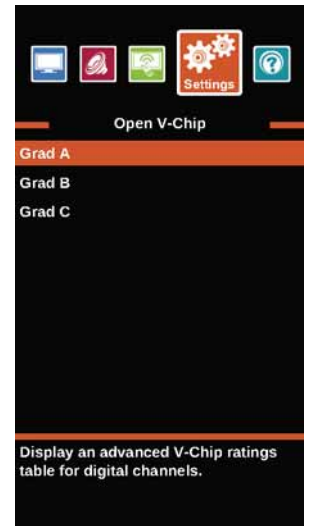 Settings
Open V-Chip
Grad A
Grad B
Grad C
Display an advanced V-Chip ratings
table for digital channels.